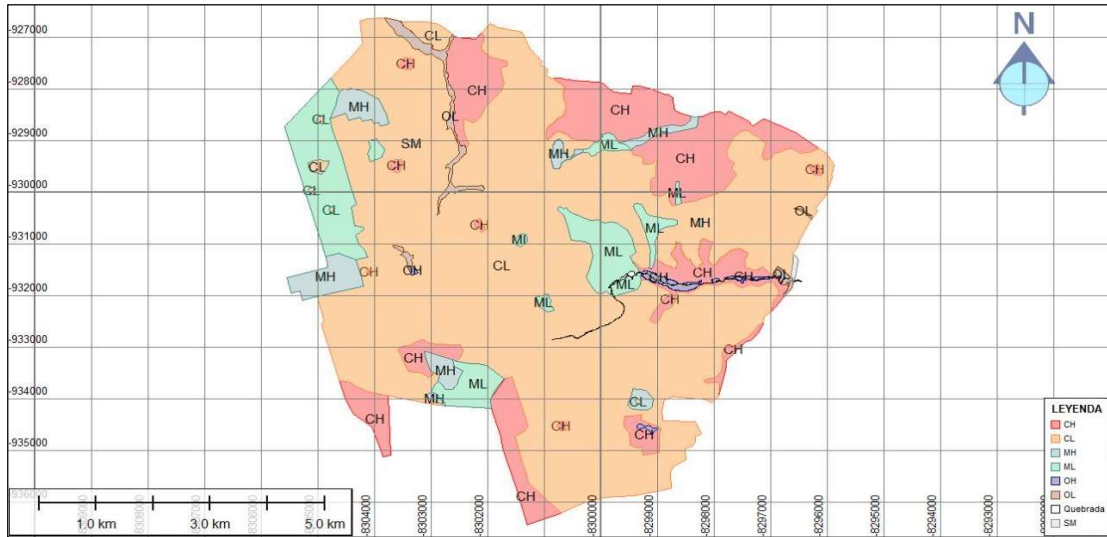 -927000
-928000
-929000
-930000
-931000
-932000
-933000
-934000
-935000
-936000
CL
CH
CH
MH
CH
CL
OL
MH
SM
ML
MH
CH
CL
CH
CH
CL
ML
CL
OL
CH
MH
ML
MI
ML
CL
CH
MH
CH
OH
CH
CH
OL
ML
CH
ML
CH
CH
MH
ML
MH
CL
CH
CH
CH
CH
N
LEYENDA
CH
CL
MH
ML
OH
OL
Quebrada
SM
1.0 km
3.0 km
5.0 km
-8304000
-8303000
-8302000
-8301000
-8300000
-8299000
-8298000
-8297000
-8296000
-8295000
-8294000
-8293000